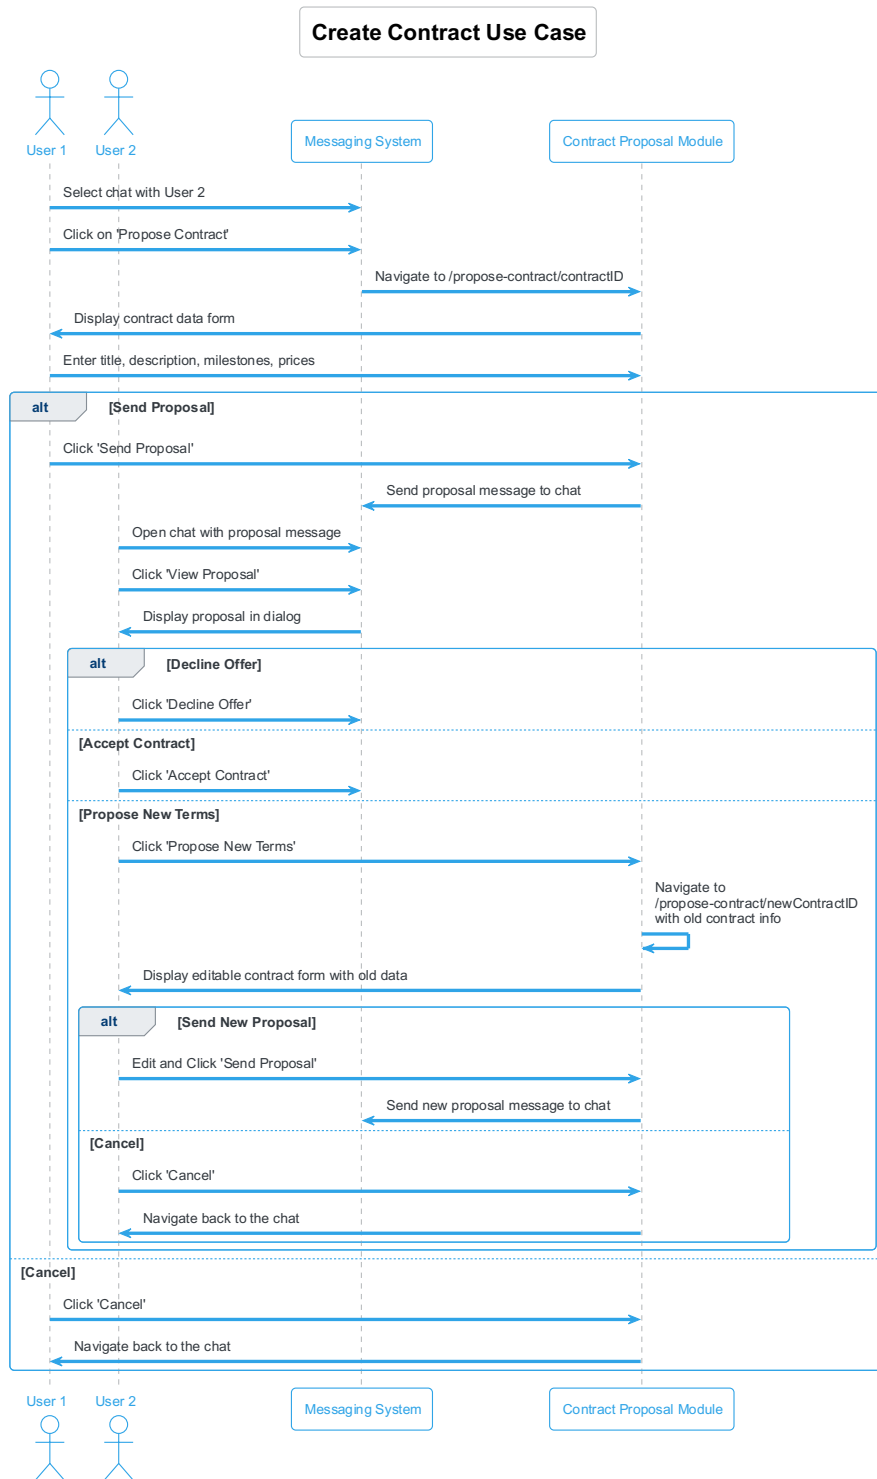 Create Contract Use Case
User 1
User 2
Messaging System
Contract Proposal Module
Select chat with User 2
Click on 'Propose Contract'
Navigate to /propose-contract/contractID
Display contract data form
Enter title, description, milestones, prices
alt
[Send Proposal]
Click 'Send Proposal'
Send proposal message to chat
Open chat with proposal message
Click 'View Proposal'
Display proposal in dialog
alt
[Decline Offer]
Click 'Decline Offer'
[Accept Contract]
Click 'Accept Contract'
[Propose New Terms]
Click 'Propose New Terms'
Navigate to
/propose-contract/newContractID
with old contract info
Display editable contract form with old data
alt
[Send New Proposal]
Edit and Click 'Send Proposal'
Send new proposal message to chat
[Cancel]
Click 'Cancel'
Navigate back to the chat
[Cancel]
Click 'Cancel'
Navigate back to the chat
User 1
User 2
Messaging System
Contract Proposal Module